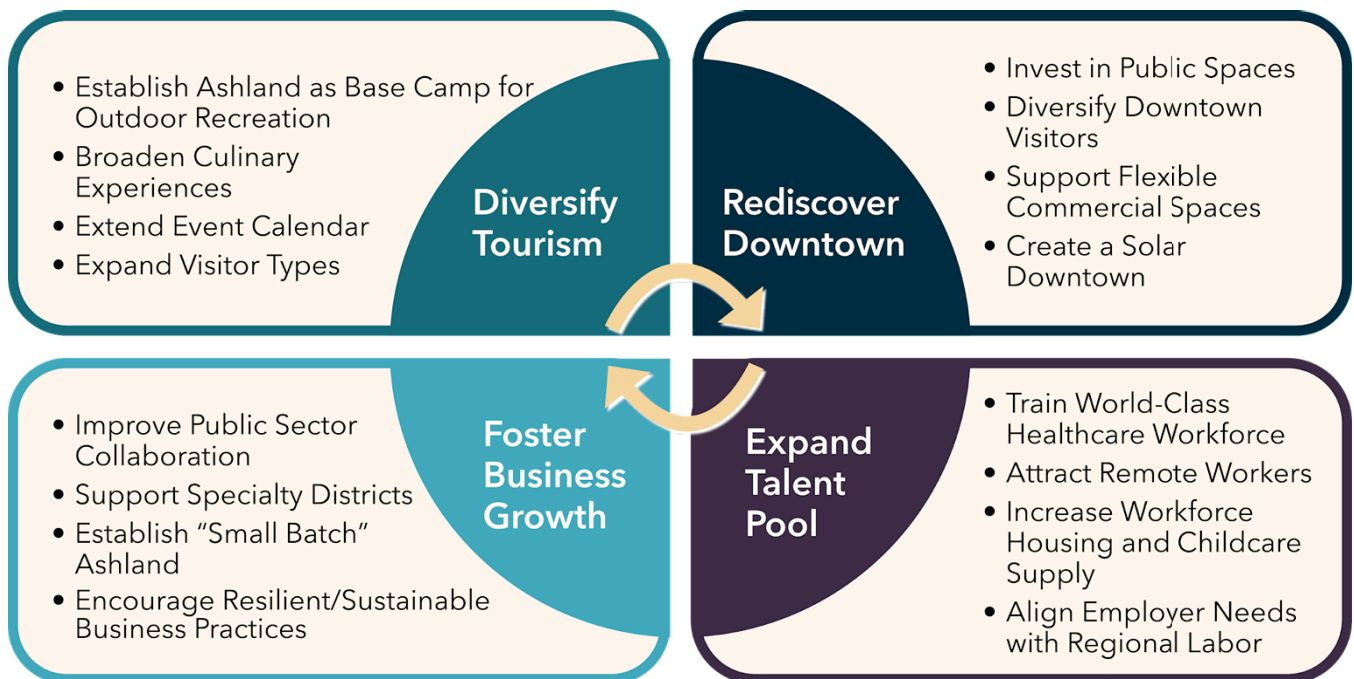 • Establish Ashland as Base Camp for
Outdoor Recreation
• Broaden Culinary
Experiences
• Extend Event Calendar
• Expand Visitor Types
Diversify
Tourism
Rediscover
Downtown
• Invest in Public Spaces
• Diversify Downtown
Visitors
• Support Flexible
Commercial Spaces
• Create a Solar
Downtown
• Improve Public Sector
Collaboration
• Support Specialty Districts
• Establish “Small Batch”
Ashland
• Encourage Resilient/Sustainable
Business Practices
Foster
Business
Growth
Expand
Talent
Pool
• Train World-Class
Healthcare Workforce
• Attract Remote Workers
• Increase Workforce
Housing and Childcare
Supply
• Align Employer Needs
with Regional Labor